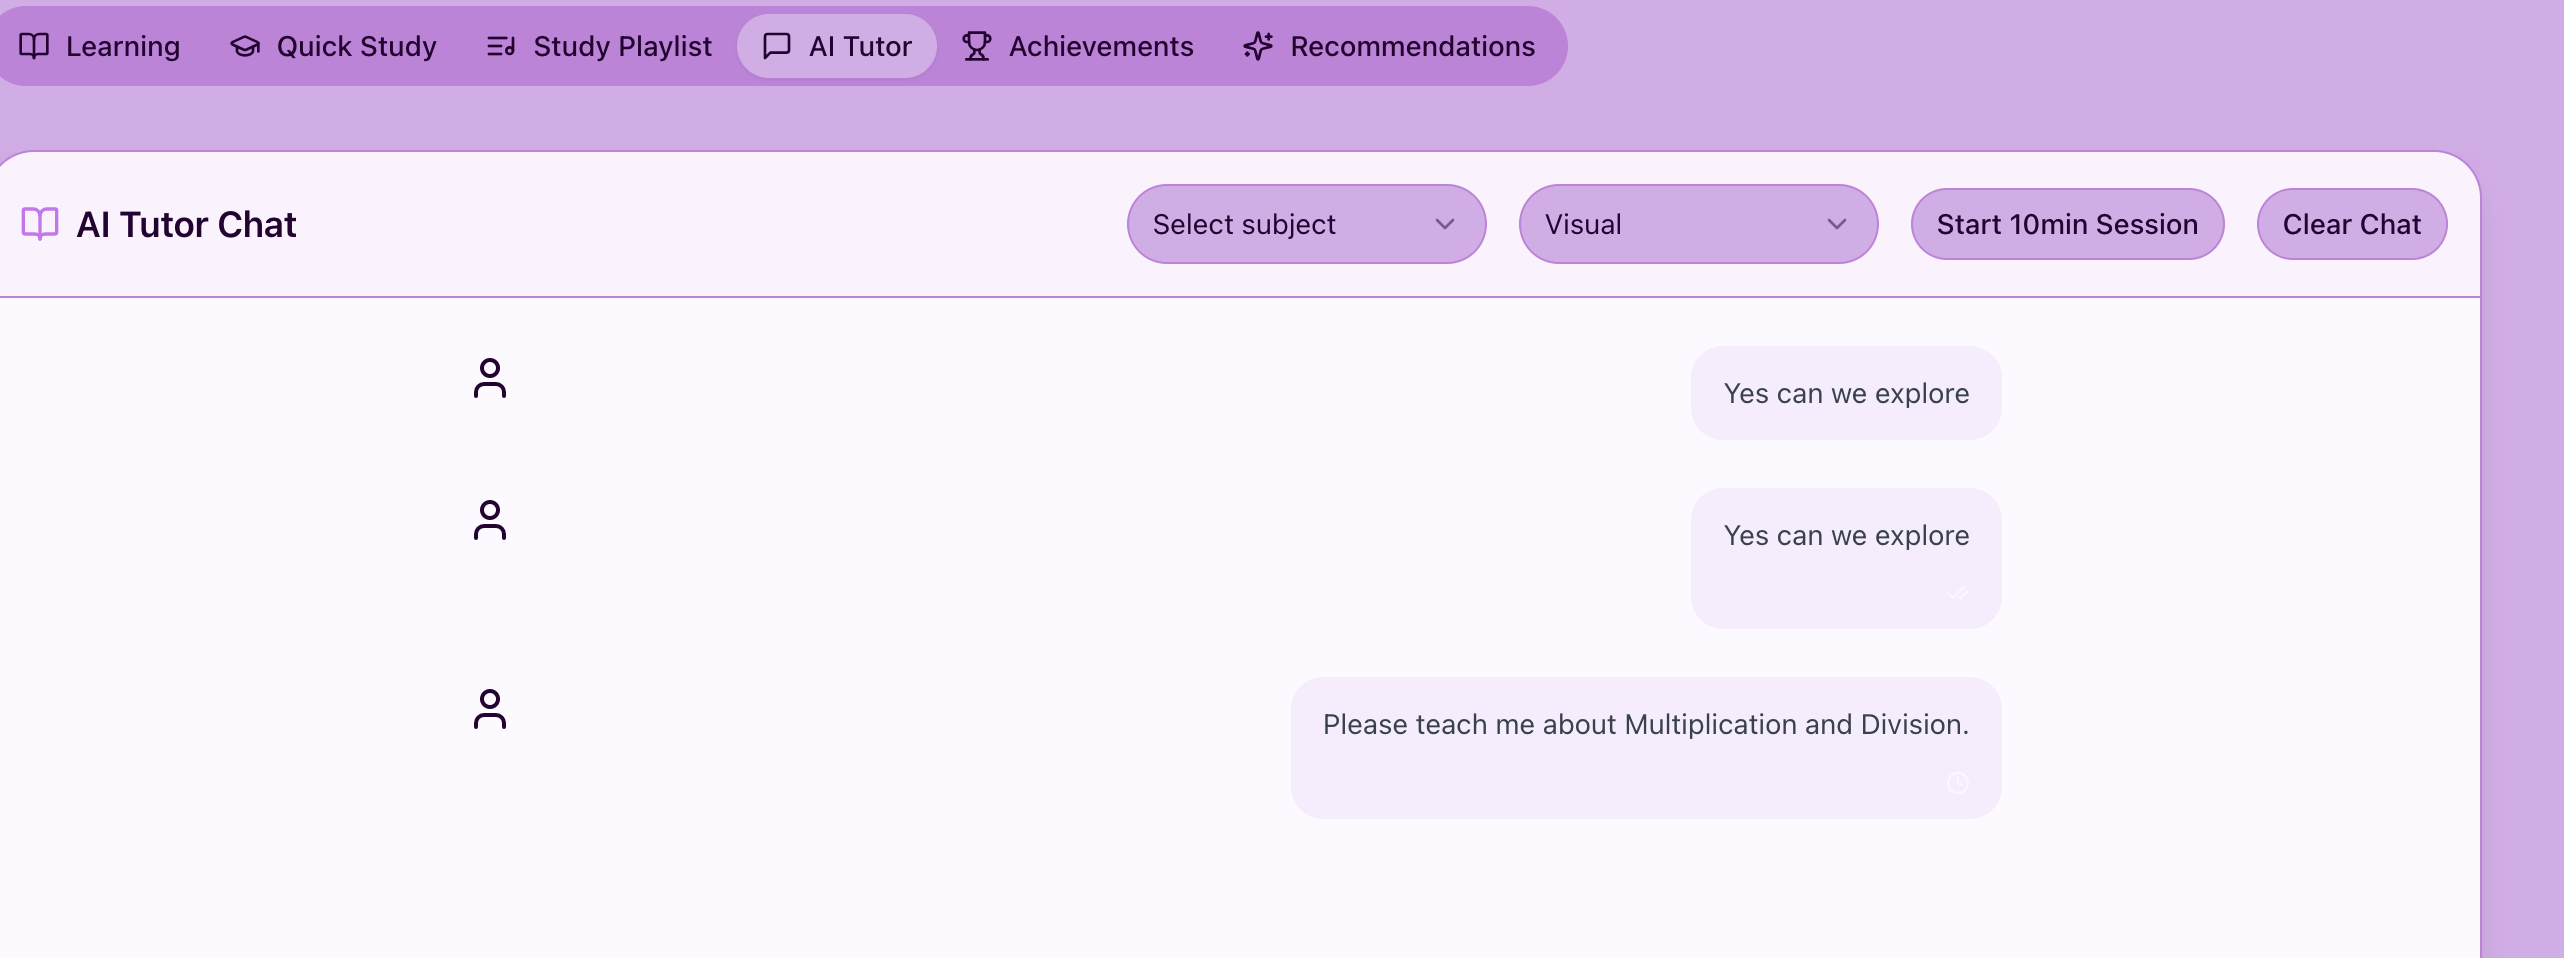 Learning
Quick Study
Study Playlist
AI Tutor
Achievements
Recommendations
AI Tutor Chat
Select subject
Visual
Start 10min Session
Clear Chat
Yes can we explore
Yes can we explore
Please teach me about Multiplication and Division.